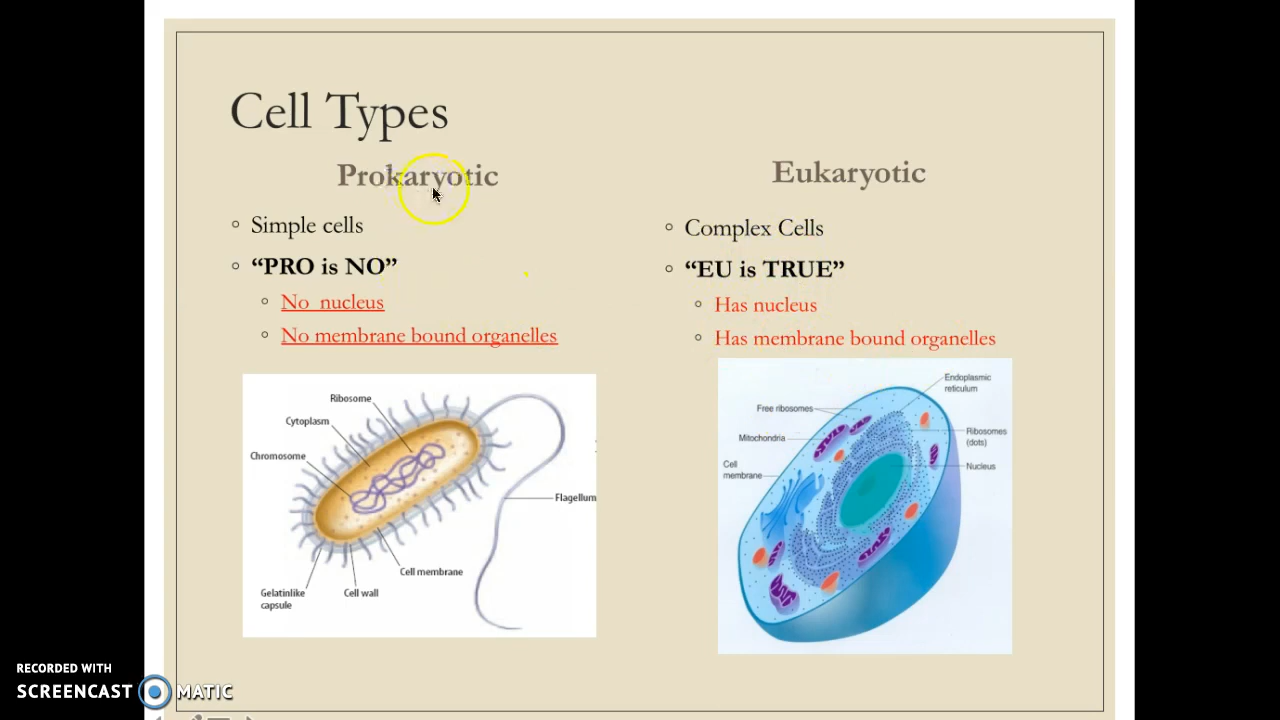 Cell Types
Prokaryotic
Simple cells
“PRO is NO”
No nucleus
No membrane bound organelles
Ribosome
Cytoplasm
Chromosome
Flagellum
Cell membrane
Gelatinlike
capsule
Cell wall
Eukaryotic
Complex Cells
“EU is TRUE”
Has nucleus
Has membrane bound organelles
Endoplasmic
reticulum
Free ribosomes
Ribosomes
(dots)
Mitochondria
Cell
membrane
Nucleus
RECORDED WITH
SCREENCAST MATIC